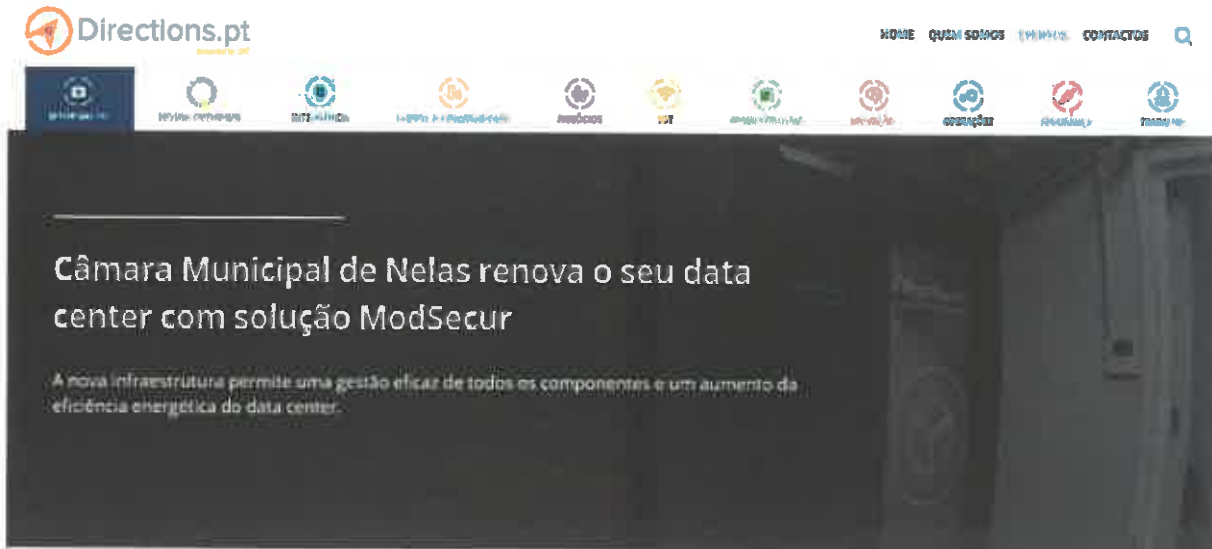 Directions.pt
HOME QUEM SOMOS EVENTOS CONTACTOS
NEGÓCIOS
IOT
OPERAÇÕES
Câmara Municipal de Nelas renova o seu data
center com solução ModSecur
A nova infraestrutura permite uma gestão eficaz de todos os componentes e um aumento da
eficiência energética do data center.